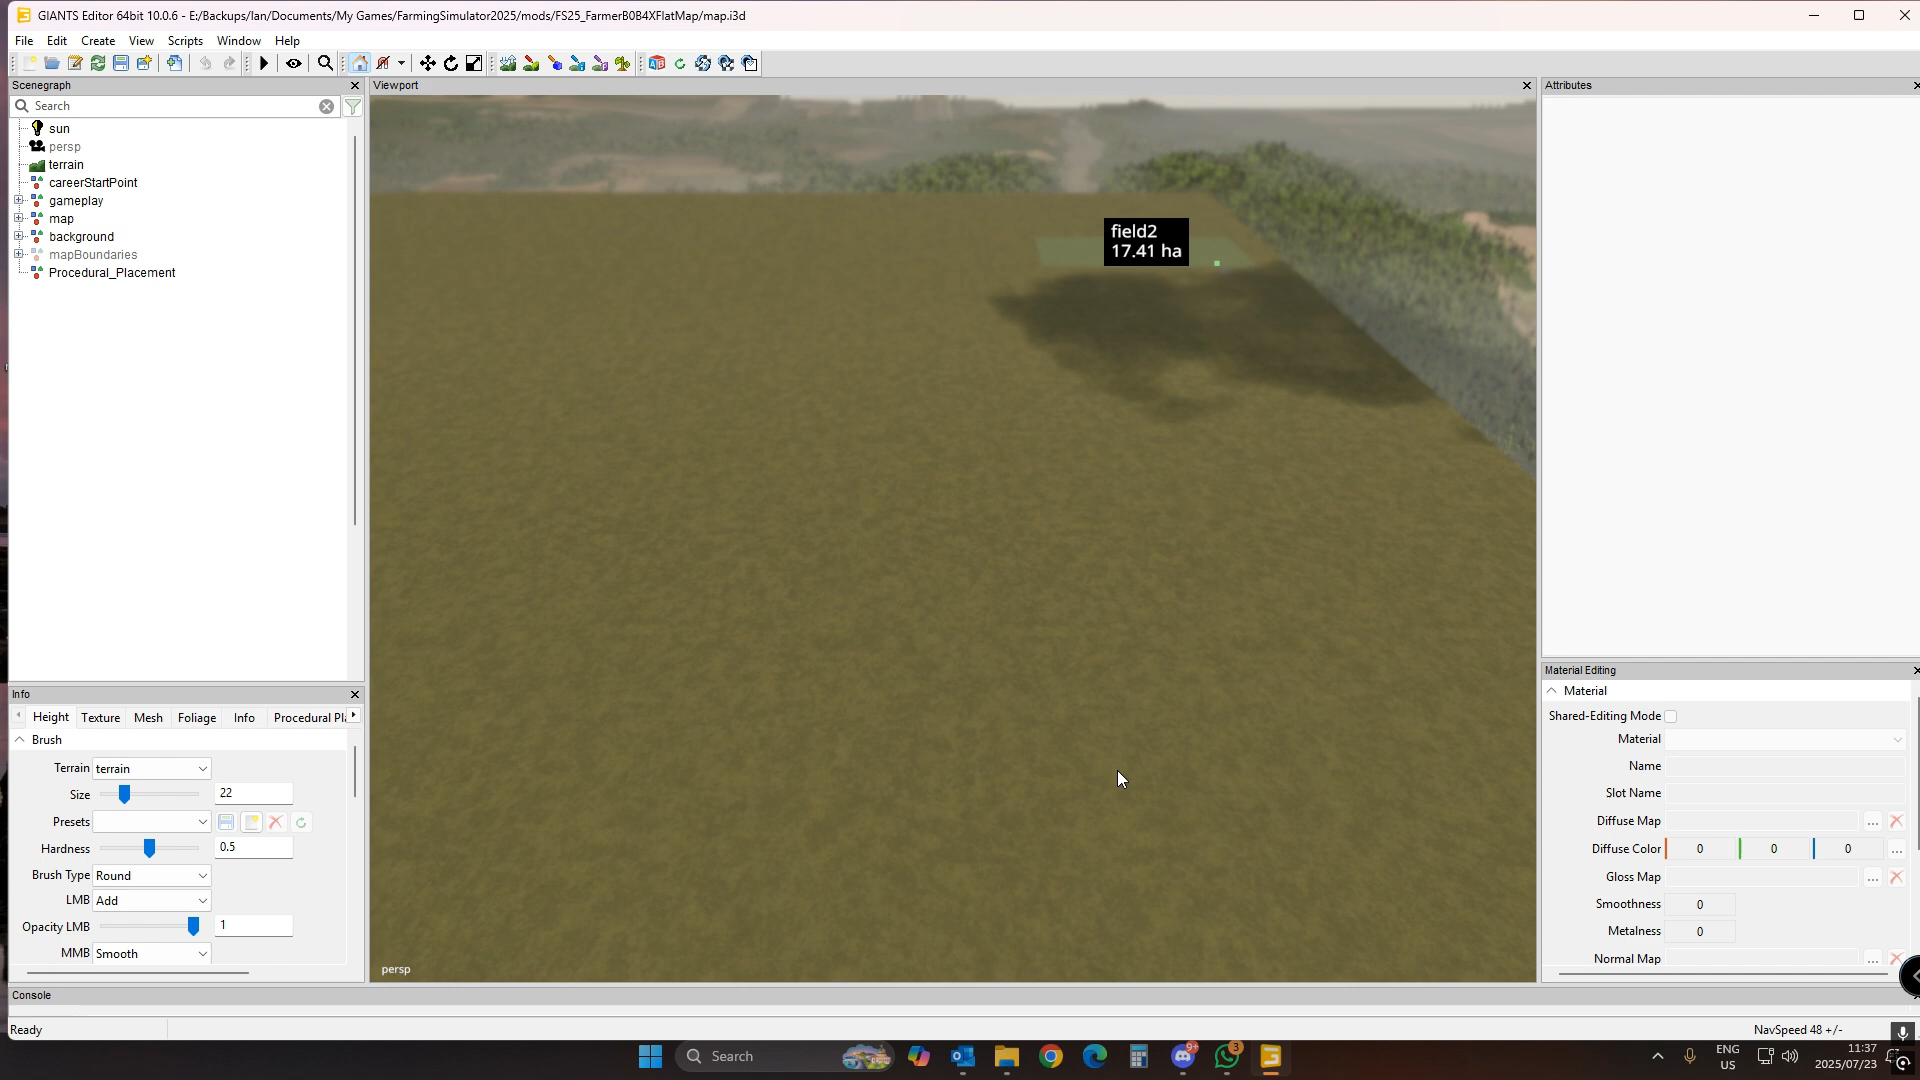 GIANTS Editor 64bit 10.0.6 - E:/Backups/Ian/Documents/My Games/FarmingSimulator2025/mods/FS25_FarmerB0B4XFlatMap/map.i3d
File Edit Create View Scripts Window Help
Scenegraph
Search
sun
persp
terrain
careerStartPoint
gameplay
map
background
mapBoundaries
Procedural_Placement
Info
Height Texture Mesh Foliage Info Procedural Pl
Brush
Terrain terrain
Size 22
Presets
Hardness 0.5
Brush Type Round
LMB Add
Opacity LMB 1
MMB Smooth
Viewport
field2
17.41 ha
persp
Attributes
Material Editing
Material
Shared-Editing Mode
Material
Name
Slot Name
Diffuse Map ...
Diffuse Color 0 0 0 ...
Gloss Map ...
Smoothness 0
Metalness 0
Normal Map ...
Console
Ready
NavSpeed 48 +/-
Search
9+
3
ENG
US
11:37
2025/07/23